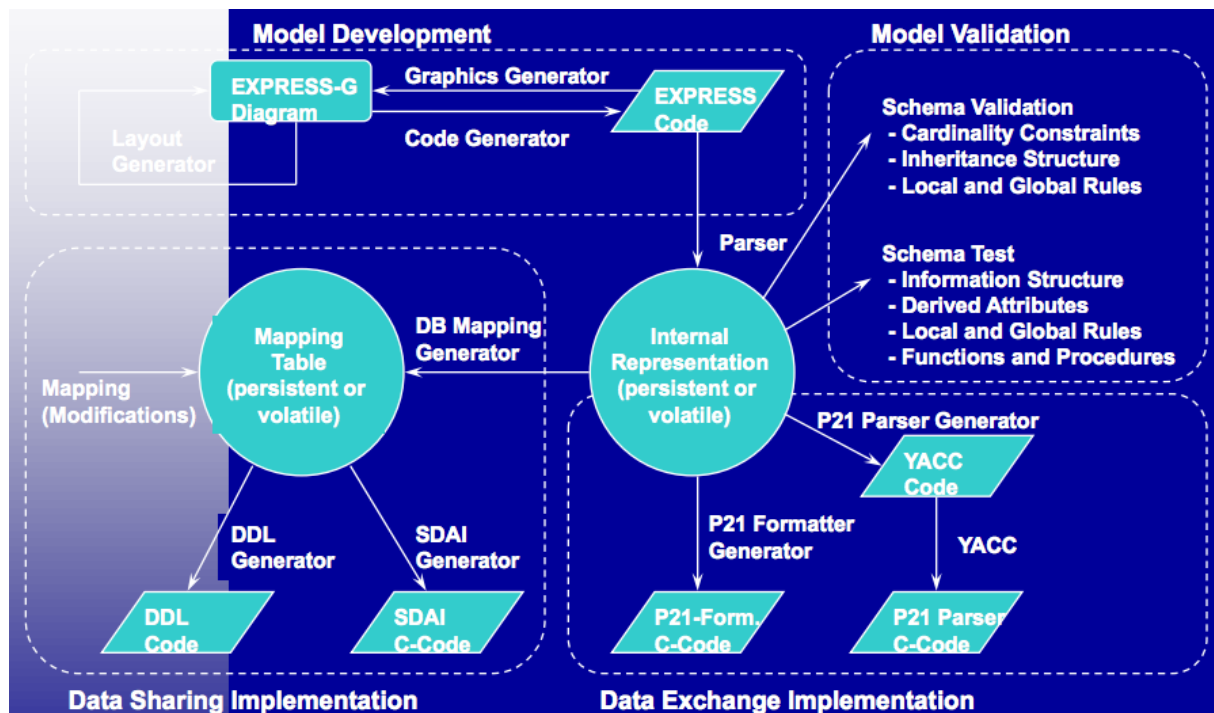 Model Development
Model Validation
EXPRESS-G
Diagram
Graphics Generator
Code Generator
EXPRESS
Code
Layout
Generator
Schema Validation
- Cardinality Constraints
- Inheritance Structure
- Local and Global Rules
Parser
Schema Test
- Information Structure
- Derived Attributes
- Local and Global Rules
- Functions and Procedures
Mapping
(Modifications)
Mapping
Table
(persistent or
volatile)
DB Mapping
Generator
Internal
Representation
(persistent or
volatile)
P21 Parser Generator
YACC
Code
DDL
Generator
SDAI
Generator
P21 Formatter
Generator
YACC
DDL
Code
SDAI
C-Code
P21-Form.
C-Code
P21 Parser
C-Code
Data Sharing Implementation
Data Exchange Implementation